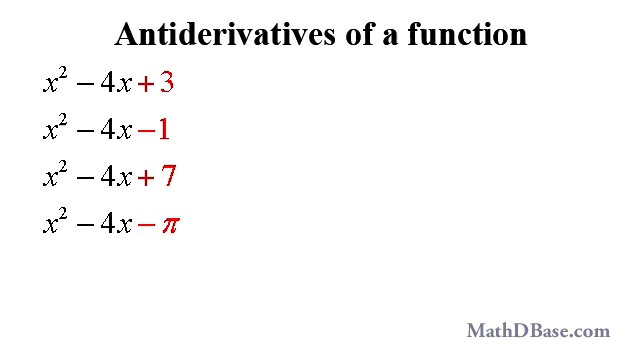 Antiderivatives of a function
x² − 4x + 3
x² − 4x − 1
x² − 4x + 7
x² − 4x − π
MathDBase.com